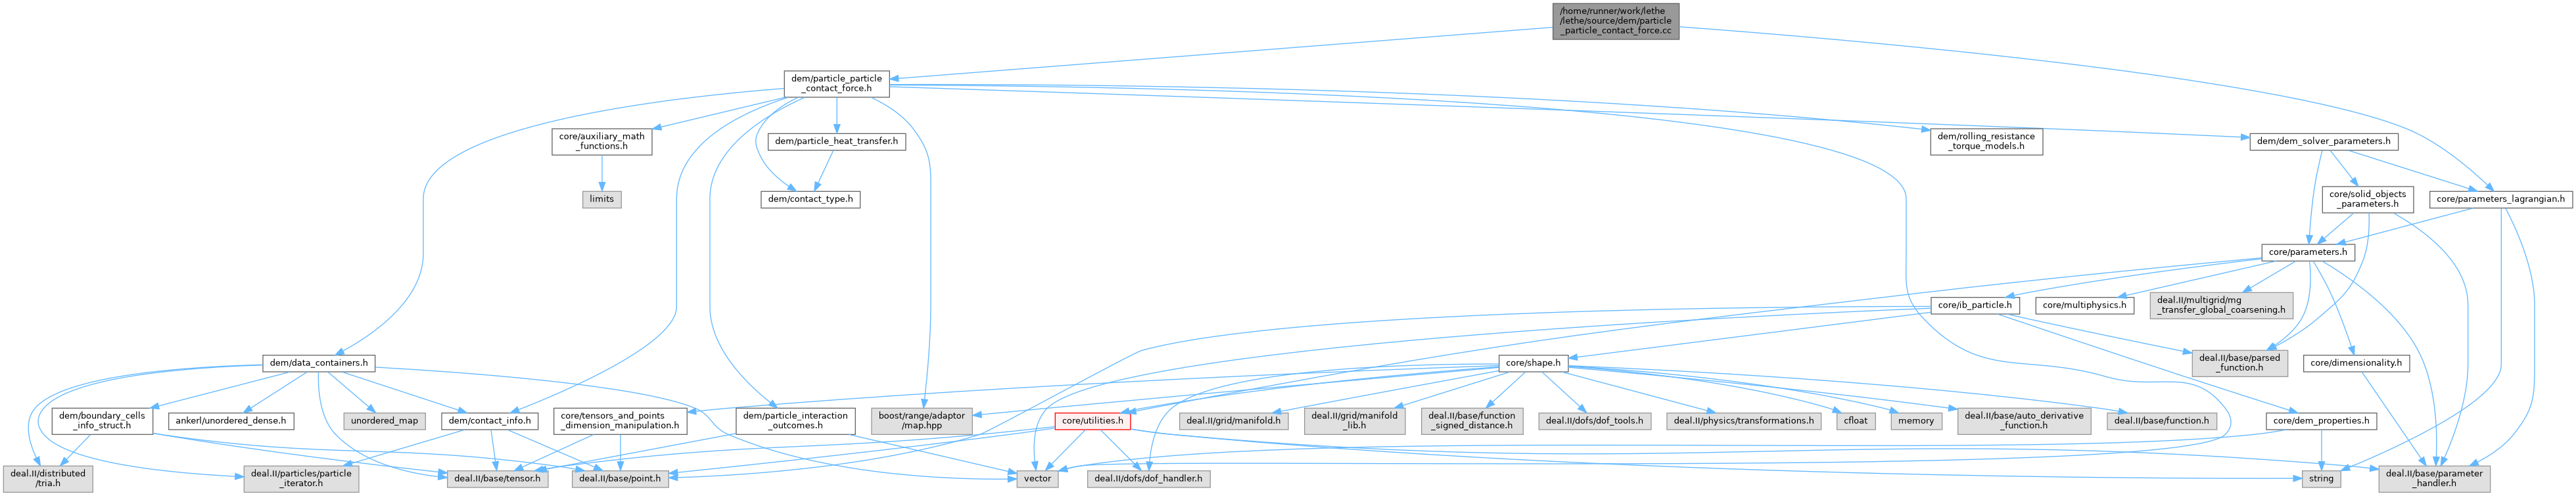 /home/runner/work/lethe
/lethe/source/dem/particle
_particle_contact_force.cc
dem/particle_particle
_contact_force.h
core/auxiliary_math
_functions.h
dem/particle_heat_transfer.h
dem/rolling_resistance
_torque_models.h
dem/dem_solver_parameters.h
limits
dem/contact_type.h
core/solid_objects
_parameters.h
core/parameters_lagrangian.h
core/parameters.h
core/ib_particle.h
core/multiphysics.h
deal.II/multigrid/mg
_transfer_global_coarsening.h
dem/data_containers.h
core/shape.h
deal.II/base/parsed
_function.h
core/dimensionality.h
dem/boundary_cells
_info_struct.h
ankerl/unordered_dense.h
unordered_map
dem/contact_info.h
core/tensors_and_points
_dimension_manipulation.h
dem/particle_interaction
_outcomes.h
boost/range/adaptor
/map.hpp
core/utilities.h
deal.II/grid/manifold.h
deal.II/grid/manifold
_lib.h
deal.II/base/function
_signed_distance.h
deal.II/dofs/dof_tools.h
deal.II/physics/transformations.h
cfloat
memory
deal.II/base/auto_derivative
_function.h
deal.II/base/function.h
core/dem_properties.h
deal.II/distributed
/tria.h
deal.II/particles/particle
_iterator.h
deal.II/base/tensor.h
deal.II/base/point.h
vector
deal.II/dofs/dof_handler.h
string
deal.II/base/parameter
_handler.h